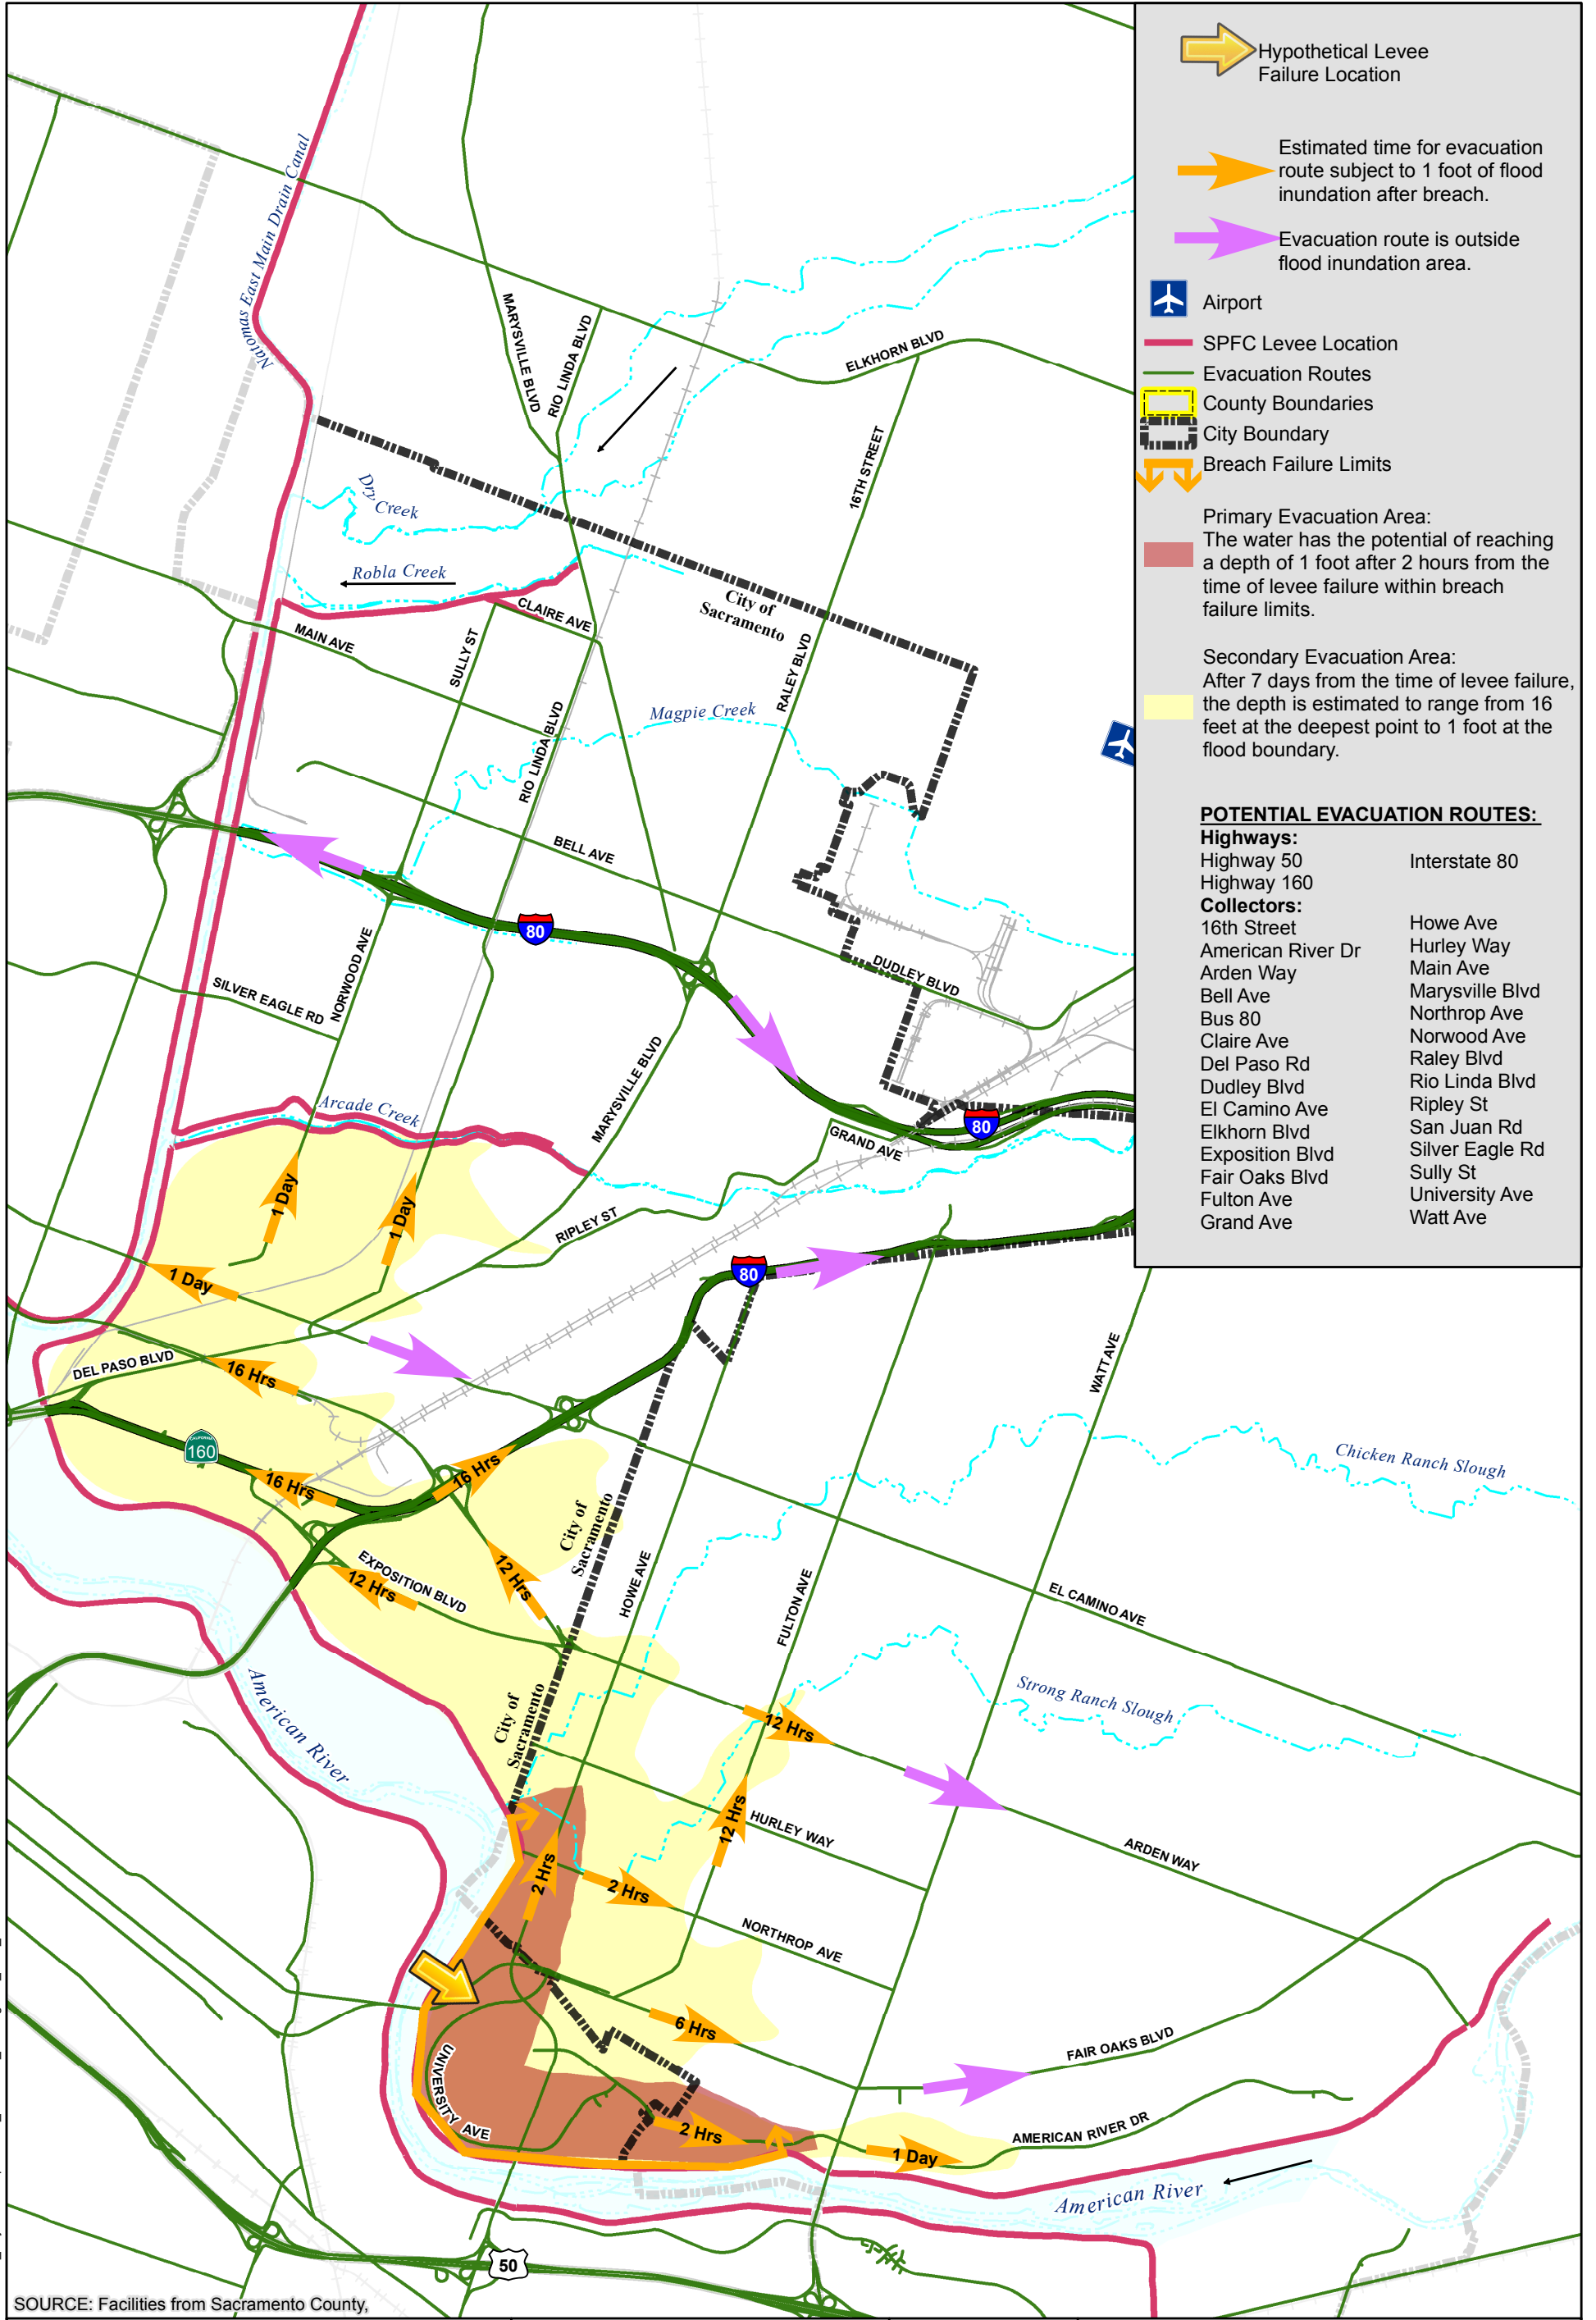 Hypothetical Levee
Failure Location
Estimated time for evacuation
route subject to 1 foot of flood
inundation after breach.
Evacuation route is outside
flood inundation area.
Airport
SPFC Levee Location
Evacuation Routes
County Boundaries
City Boundary
Breach Failure Limits
Primary Evacuation Area:
The water has the potential of reaching
a depth of 1 foot after 2 hours from the
time of levee failure within breach
failure limits.
Secondary Evacuation Area:
After 7 days from the time of levee failure,
the depth is estimated to range from 16
feet at the deepest point to 1 foot at the
flood boundary.
POTENTIAL EVACUATION ROUTES:
Highways:
Highway 50
Highway 160
Interstate 80
Collectors:
16th Street
American River Dr
Arden Way
Bell Ave
Bus 80
Claire Ave
Del Paso Rd
Dudley Blvd
El Camino Ave
Elkhorn Blvd
Exposition Blvd
Fair Oaks Blvd
Fulton Ave
Grand Ave
Howe Ave
Hurley Way
Main Ave
Marysville Blvd
Northrop Ave
Norwood Ave
Raley Blvd
Rio Linda Blvd
Ripley St
San Juan Rd
Silver Eagle Rd
Sully St
University Ave
Watt Ave
Natomas East Main Drain Canal
MARYSVILLE BLVD
RIO LINDA BLVD
ELKHORN BLVD
16TH STREET
Dry
Creek
Robla Creek
CLAIRE AVE
City of
Sacramento
MAIN AVE
SULLY ST
RALEY BLVD
Magpie Creek
RIO LINDA BLVD
BELL AVE
80
DUDLEY BLVD
NORWOOD AVE
SILVER EAGLE RD
MARYSVILLE BLVD
Arcade Creek
80
GRAND AVE
1 Day
1 Day
RIPLEY ST
80
1 Day
DEL PASO BLVD
16 Hrs
WATT AVE
CALIFORNIA
160
16 Hrs
16 Hrs
Chicken Ranch Slough
City of
Sacramento
EXPOSITION BLVD
12 Hrs
12 Hrs
HOWE AVE
FULTON AVE
EL CAMINO AVE
American River
City of
Sacramento
Strong Ranch Slough
12 Hrs
12 Hrs
HURLEY WAY
ARDEN WAY
2 Hrs
2 Hrs
NORTHROP AVE
6 Hrs
FAIR OAKS BLVD
UNIVERSITY AVE
2 Hrs
1 Day
AMERICAN RIVER DR
American River
50
SOURCE: Facilities from Sacramento County,